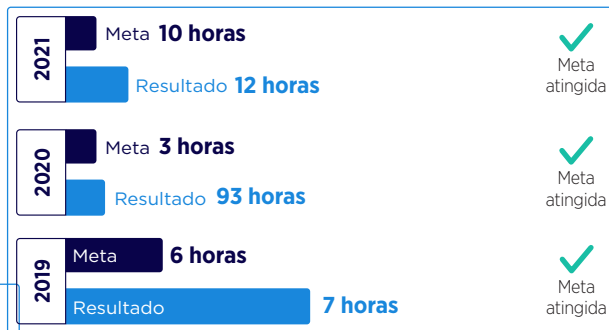 2021
Meta 10 horas
Resultado 12 horas
Meta
atingida
2020
Meta 3 horas
Resultado 93 horas
Meta
atingida
2019
Meta 6 horas
Resultado 7 horas
Meta
atingida